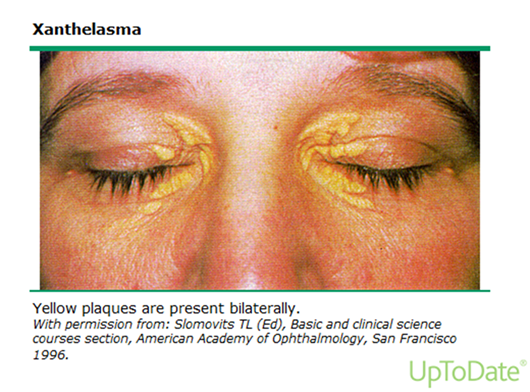 Xanthelasma
Yellow plaques are present bilaterally.
With permission from: Slomovits TL (Ed), Basic and clinical science
courses section, American Academy of Ophthalmology, San Francisco
1996.
UpToDate®